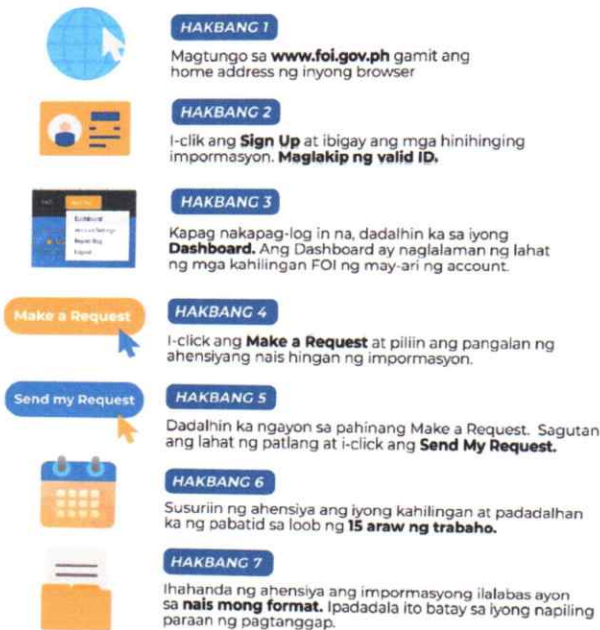 HAKBANG 1
Magtungo sa www.foi.gov.ph gamit ang
home address ng inyong browser
HAKBANG 2
I-clik ang Sign Up at ibigay ang mga hinihinging
impormasyon. Maglakip ng valid ID.
Dashboard
Account Settings
Report Bug
Logout
HAKBANG 3
Kapag nakapag-log in na, dadalhin ka sa iyong
Dashboard. Ang Dashboard ay naglalaman ng lahat
ng mga kahilingan FOI ng may-ari ng account.
Make a Request
HAKBANG 4
I-click ang Make a Request at piliin ang pangalan ng
ahensiyang nais hingan ng impormasyon.
Send my Request
HAKBANG 5
Dadalhin ka ngayon sa pahinang Make a Request. Sagutan
ang lahat ng patlang at i-click ang Send My Request.
HAKBANG 6
Susuriin ng ahensiya ang iyong kahilingan at padadalhan
ka ng pabatid sa loob ng 15 araw ng trabaho.
HAKBANG 7
Ihahanda ng ahensiya ang impormasyong ilalabas ayon
sa nais mong format. Ipadadala ito batay sa iyong napiling
paraan ng pagtanggap.